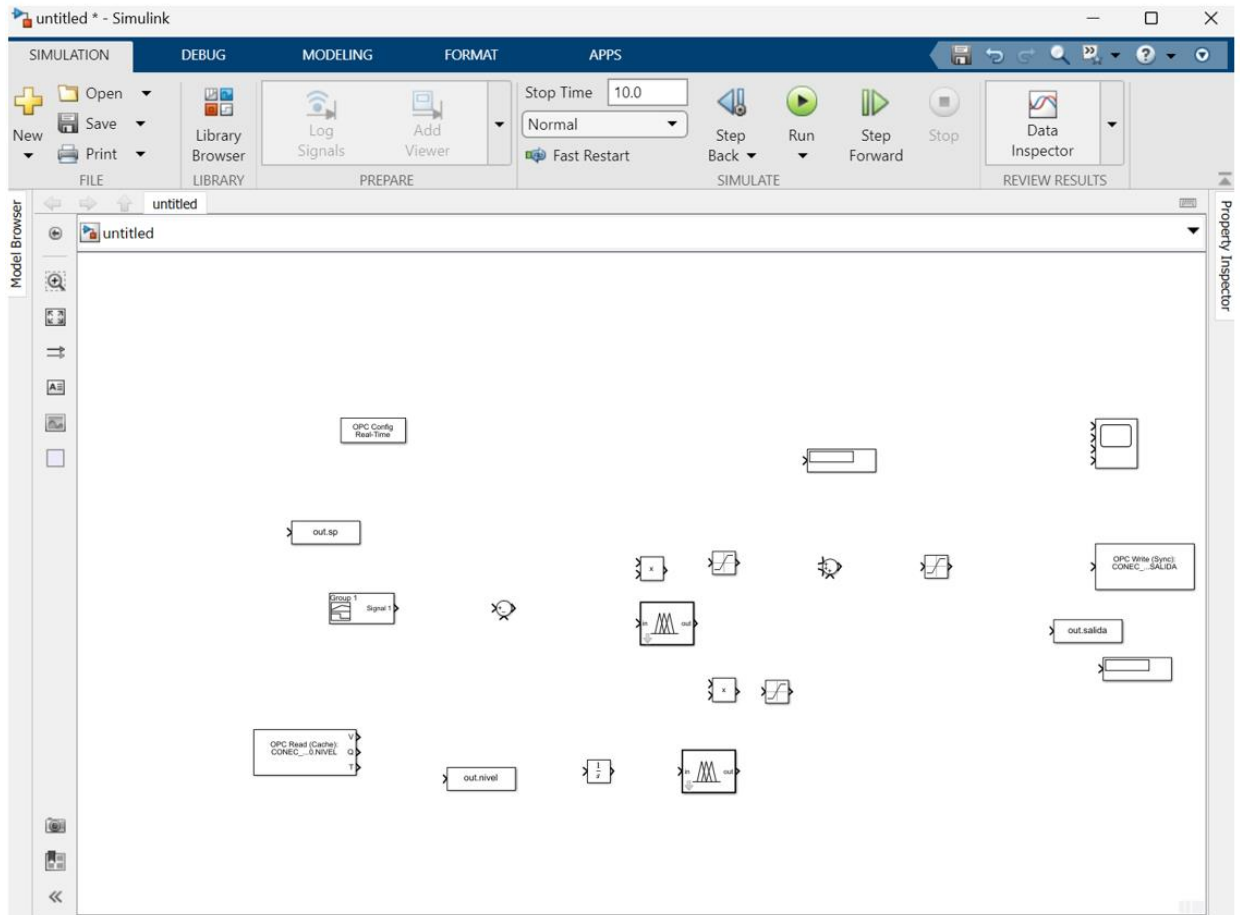 untitled * - Simulink
SIMULATION DEBUG MODELING FORMAT APPS
New
Open
Save
Print
FILE
Library
Browser
LIBRARY
Log
Signals
Add
Viewer
PREPARE
Stop Time 10.0
Normal
Fast Restart
Step
Back
Run
Step
Forward
Stop
SIMULATE
Data
Inspector
REVIEW RESULTS
Model Browser
Property Inspector
untitled
untitled
OPC Config
Real-Time
out.sp
Group 1
Signal 1
x
in out
OPC Write (Sync):
CONEC_...SALIDA
out.salida
x
OPC Read (Cache):
CONEC_...0.NIVEL
V
Q
T
out.nivel
1
s
in out